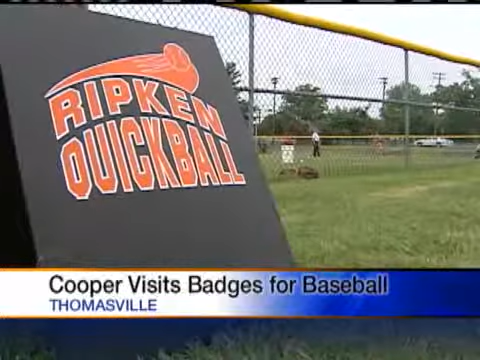 RIPKEN
QUICKBALL
Cooper Visits Badges for Baseball
THOMASVILLE